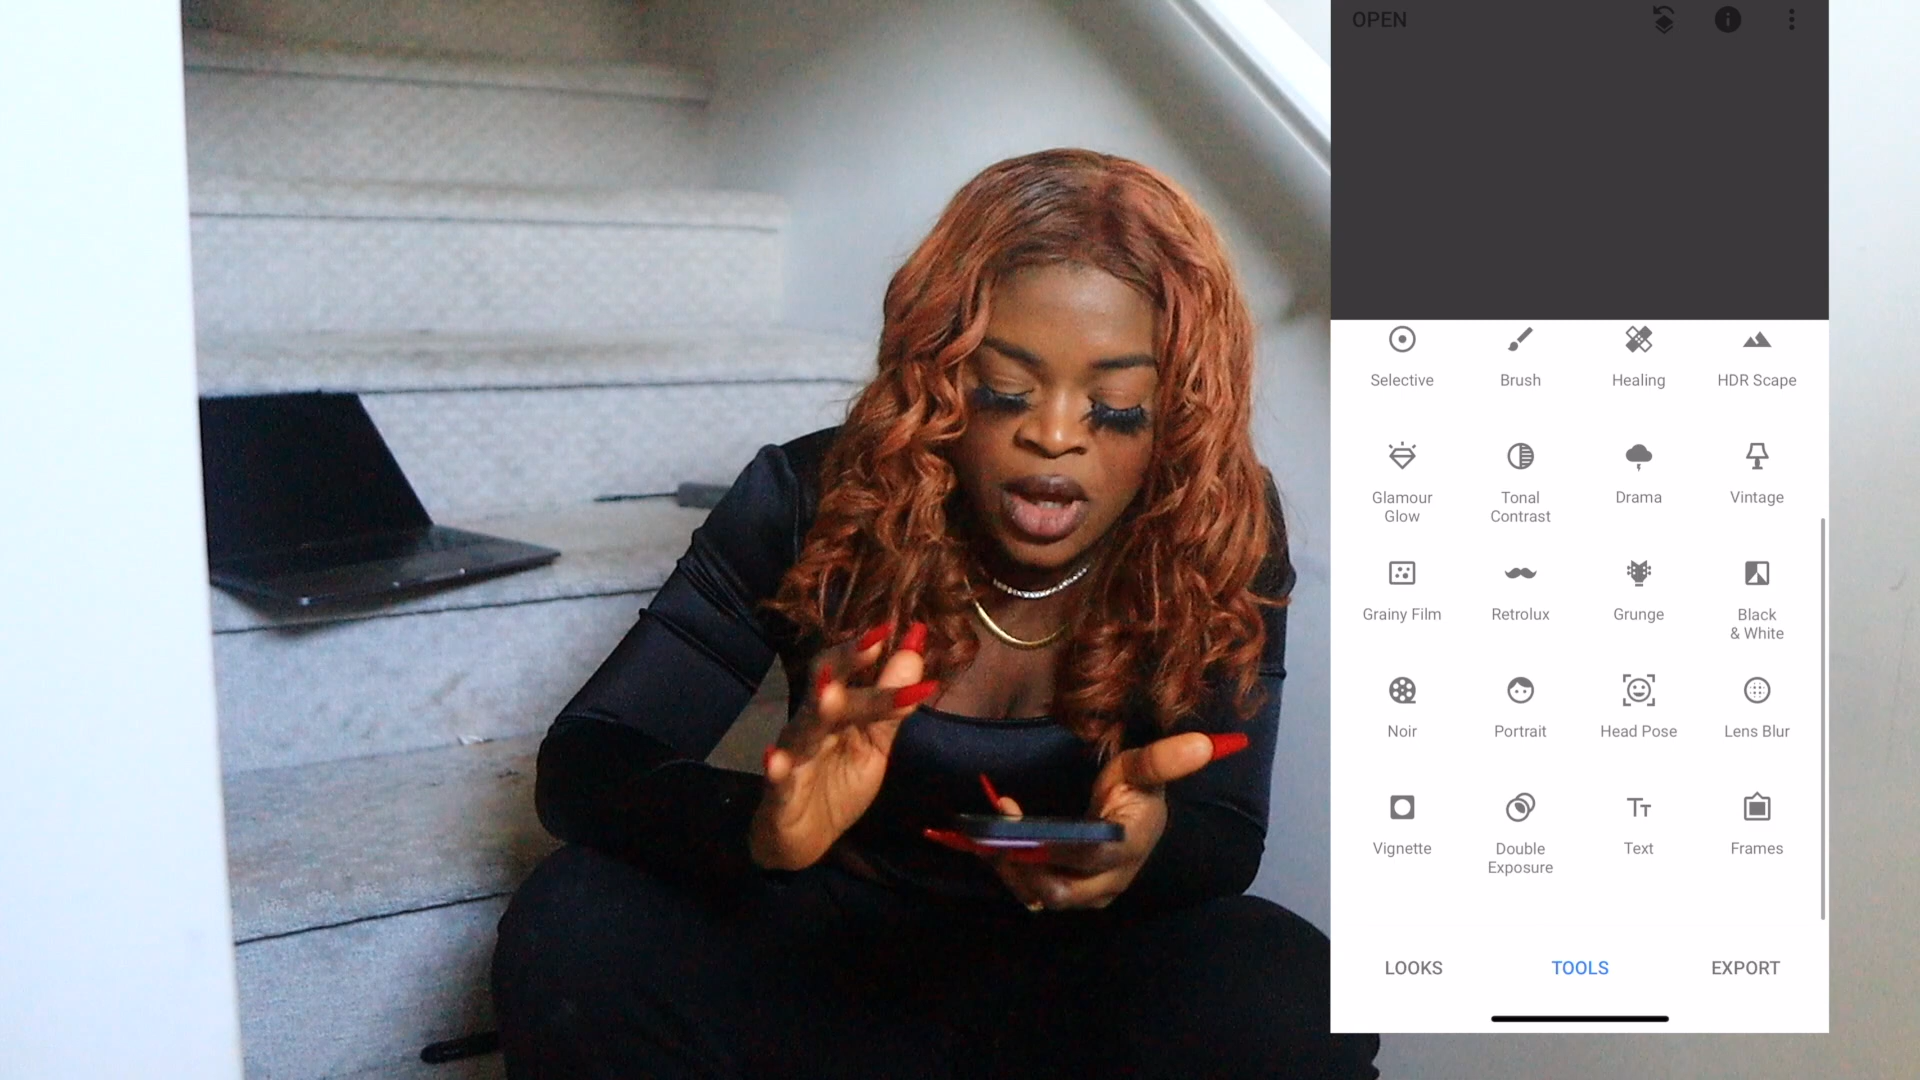 OPEN
Selective Brush Healing HDR Scape
Glamour Tonal Drama Vintage
Glow Contrast
Grainy Film Retrolux Grunge Black
& White
Noir Portrait Head Pose Lens Blur
Vignette Double Text Frames
Exposure
LOOKS TOOLS EXPORT